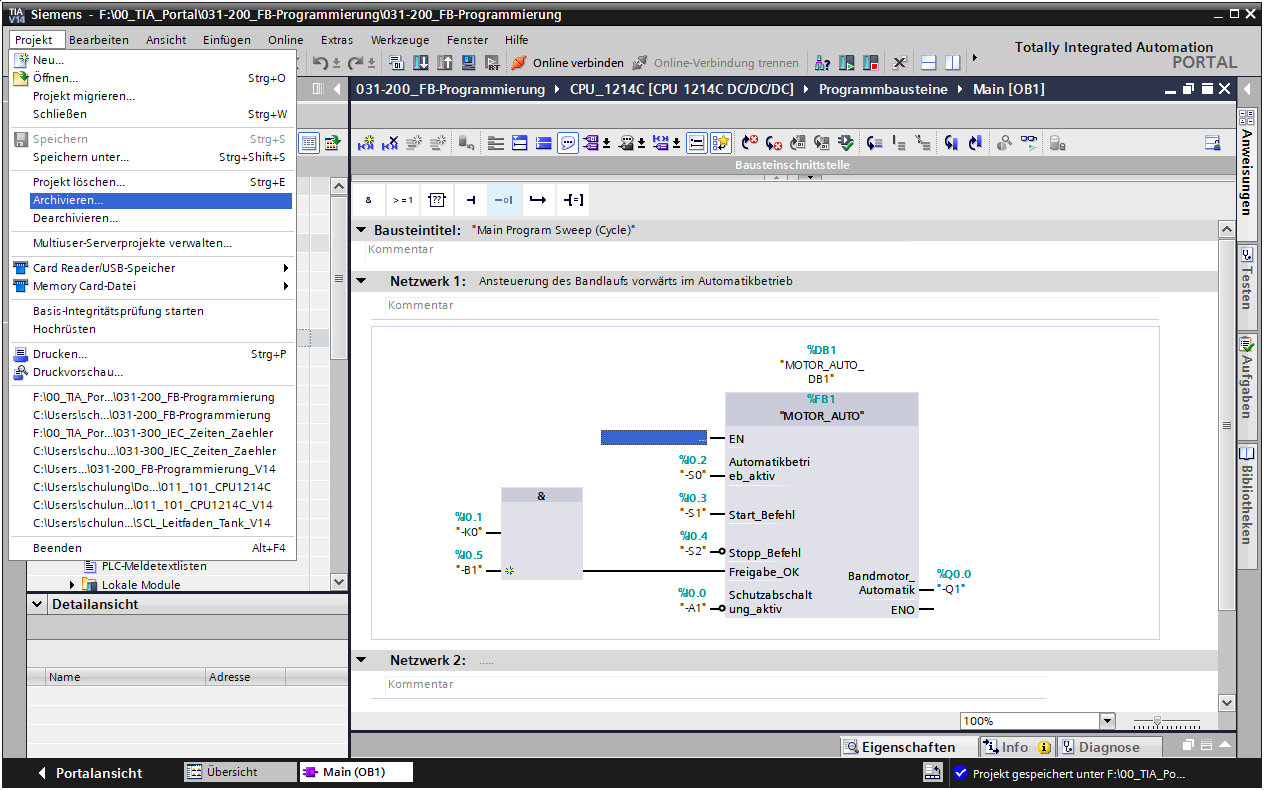 TIA V14 Siemens - F:\00_TIA_Portal\031-200_FB-Programmierung\031-200_FB-Programmierung
Projekt Bearbeiten Ansicht Einfügen Online Extras Werkzeuge Fenster Hilfe
Totally Integrated Automation
PORTAL
Online verbinden Online-Verbindung trennen
Neu...
Öffnen... Strg+O
Projekt migrieren...
Schließen Strg+W
Speichern Strg+S
Speichern unter... Strg+Shift+S
Projekt löschen... Strg+E
Archivieren...
Dearchivieren...
Multiuser-Serverprojekte verwalten...
Card Reader/USB-Speicher
Memory Card-Datei
Basis-Integritätsprüfung starten
Hochrüsten
Drucken... Strg+P
Druckvorschau...
F:\00_TIA_Por...\031-200_FB-Programmierung
C:\Users\sch...\031-200_FB-Programmierung
F:\00_TIA_Por...\031-300_IEC_Zeiten_Zaehler
C:\Users\schu...\031-300_IEC_Zeiten_Zaehler
C:\Users...\031-200_FB-Programmierung_V14
C:\Users\schulung\Do...\011_101_CPU1214C
C:\Users\schulun...\011_101_CPU1214C_V14
C:\Users\schulun...\SCL_Leitfaden_Tank_V14
Beenden Alt+F4
PLC-Meldetextlisten
Lokale Module
Detailansicht
Name Adresse
031-200_FB-Programmierung CPU_1214C [CPU 1214C DC/DC/DC] Programmbausteine Main [OB1]
Bausteinschnittstelle
& >=1 ?? -| -o| [=]
Bausteintitel: "Main Program Sweep (Cycle)"
Kommentar
Netzwerk 1: Ansteuerung des Bandlaufs vorwärts im Automatikbetrieb
Kommentar
%DB1
"MOTOR_AUTO_
DB1"
%FB1
"MOTOR_AUTO"
... EN
%I0.2
"-S0"
Automatikbetri
eb_aktiv
%I0.3
"-S1"
Start_Befehl
%I0.4
"-S2"
Stopp_Befehl
&
%I0.1
"-K0"
%I0.5
"-B1"
Freigabe_OK
%I0.0
"-A1"
Schutzabschalt
ung_aktiv
Bandmotor_
Automatik
%Q0.0
"-Q1"
ENO
Netzwerk 2: .....
Kommentar
100%
Eigenschaften Info Diagnose
Anweisungen
Testen
Aufgaben
Bibliotheken
Portalansicht Übersicht Main (OB1) Projekt gespeichert unter F:\00_TIA_Po...